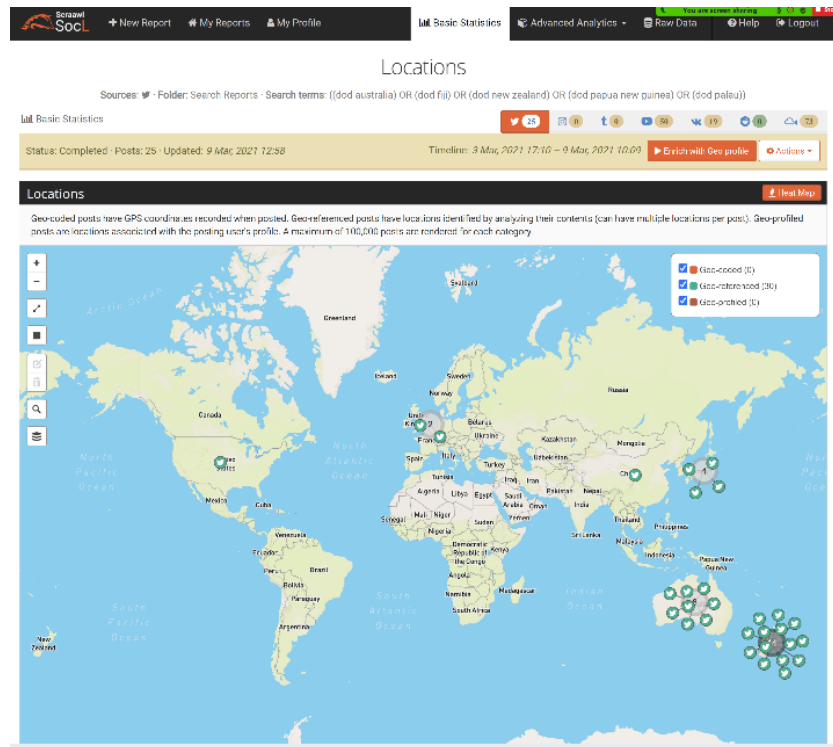 Scraawl
SocL
+ New Report
My Reports
My Profile
Basic Statistics
Advanced Analytics
You are screen sharing
Raw Data
Help
Logout
Locations
Sources: · Folder: Search Reports · Search terms: ((dod australia) OR (dod fiji) OR (dod new zealand) OR (dod papua new guinea) OR (dod palau))
Basic Statistics
25
0
0
50
19
0
73
Status: Completed · Posts: 25 · Updated: 9 Mar, 2021 12:58
Timeline: 3 Mar, 2021 17:10 – 9 Mar, 2021 10:09
Enrich with Geo profile
Actions
Locations
Heat Map
Geo-coded posts have GPS coordinates recorded when posted. Geo-referenced posts have locations identified by analyzing their contents (can have multiple locations per post). Geo-profiled
posts are locations associated with the posting user's profile. A maximum of 100,000 posts are rendered for each category.
+
−
Geo-coded (0)
Geo-referenced (30)
Geo-profiled (0)
Arctic Ocean
Svalbard
Greenland
Iceland
Sweden
Norway
Russia
Canada
Belarus
Ukraine
Kazakhstan
Mongolia
North
Pacific
Ocean
North
Atlantic
Ocean
Spain
Italy
Turkey
Uzbekistan
Mexico
Cuba
Tunisia
Algeria
Libya
Egypt
Saudi
Arabia
Iraq
Iran
Oman
Pakistan
Nepal
India
Senegal
Mali
Niger
Sudan
Yemen
Thailand
Philippines
Venezuela
Nigeria
Sri Lanka
Malaysia
Ecuador
Democratic
Republic of
the Congo
Kenya
Indonesia
Papua New
Guinea
Peru
Brazil
Angola
Bolivia
Paraguay
Namibia
Madagascar
Indian
Ocean
South
Pacific
Ocean
South
Atlantic
Ocean
South Africa
Argentina
New
Zealand